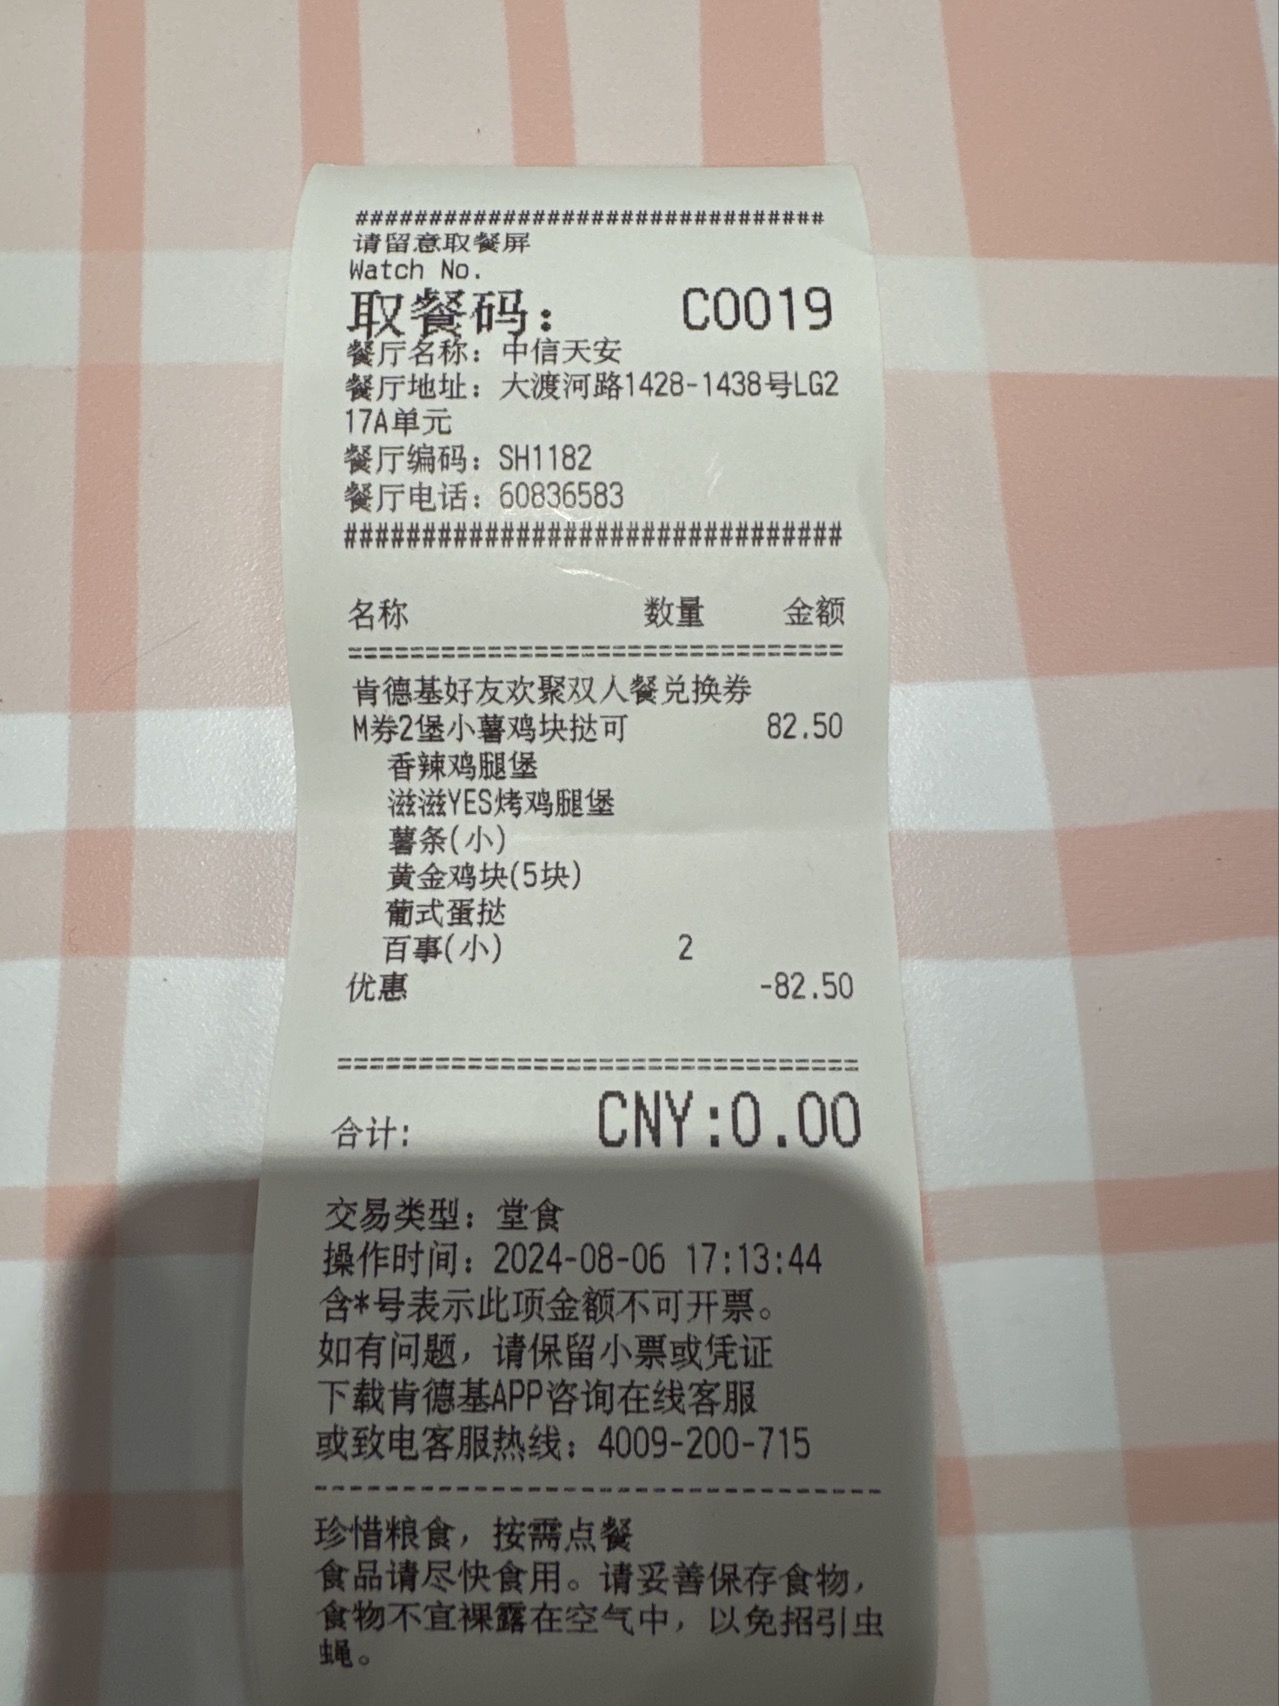 ################################
请留意取餐屏
Watch No.
取餐码： C0019
餐厅名称：中信天安
餐厅地址：大渡河路1428-1438号LG2
17A单元
餐厅编码：SH1182
餐厅电话：60836583
################################
名称 数量 金额
================================
肯德基好友欢聚双人餐兑换券
M券2堡小薯鸡块挞可 82.50
香辣鸡腿堡
滋滋YES烤鸡腿堡
薯条(小)
黄金鸡块(5块)
葡式蛋挞
百事(小) 2
优惠 -82.50
================================
合计: CNY:0.00
交易类型：堂食
操作时间：2024-08-06 17:13:44
含*号表示此项金额不可开票。
如有问题，请保留小票或凭证
下载肯德基APP咨询在线客服
或致电客服热线：4009-200-715
--------------------------------
珍惜粮食，按需点餐
食品请尽快食用。请妥善保存食物，
食物不宜裸露在空气中，以免招引虫
蝇。